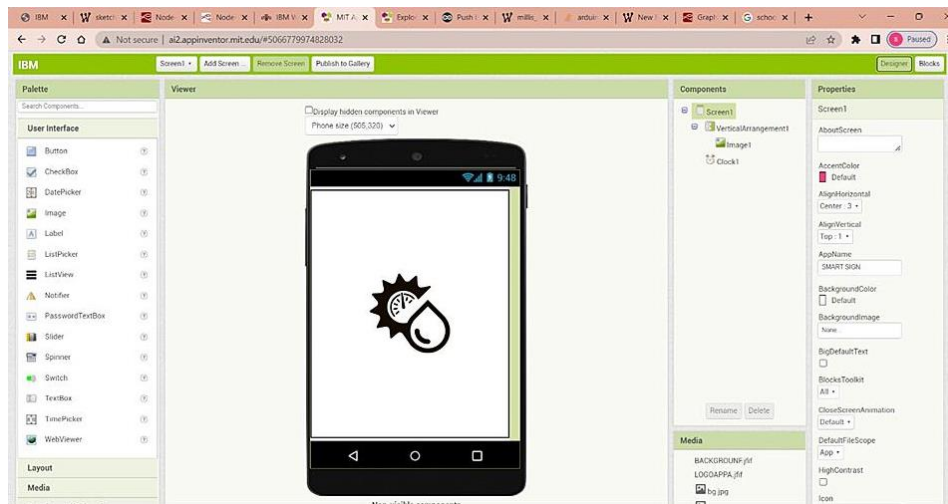 IBM
sketch
Node-
Node-
IBM W
MIT A
Explo
Push I
millis_
arduin
New I
Graph
schoo
Not secure
ai2.appinventor.mit.edu/#5066779974828032
Paused
IBM
Screen1
Add Screen ...
Remove Screen
Publish to Gallery
Designer
Blocks
Palette
Search Components...
User Interface
Button
CheckBox
DatePicker
Image
Label
ListPicker
ListView
Notifier
PasswordTextBox
Slider
Spinner
Switch
TextBox
TimePicker
WebViewer
Layout
Media
Viewer
Display hidden components in Viewer
Phone size (505,320)
9:48
Non-visible components
Components
Screen1
VerticalArrangement1
Image1
Clock1
Rename
Delete
Media
BACKGROUNF.jfif
LOGOAPPA.jfif
bg.jpg
Properties
Screen1
AboutScreen
AccentColor
Default
AlignHorizontal
Center : 3
AlignVertical
Top : 1
AppName
SMART SIGN
BackgroundColor
Default
BackgroundImage
None...
BigDefaultText
BlocksToolkit
All
CloseScreenAnimation
Default
DefaultFileScope
App
HighContrast
Icon